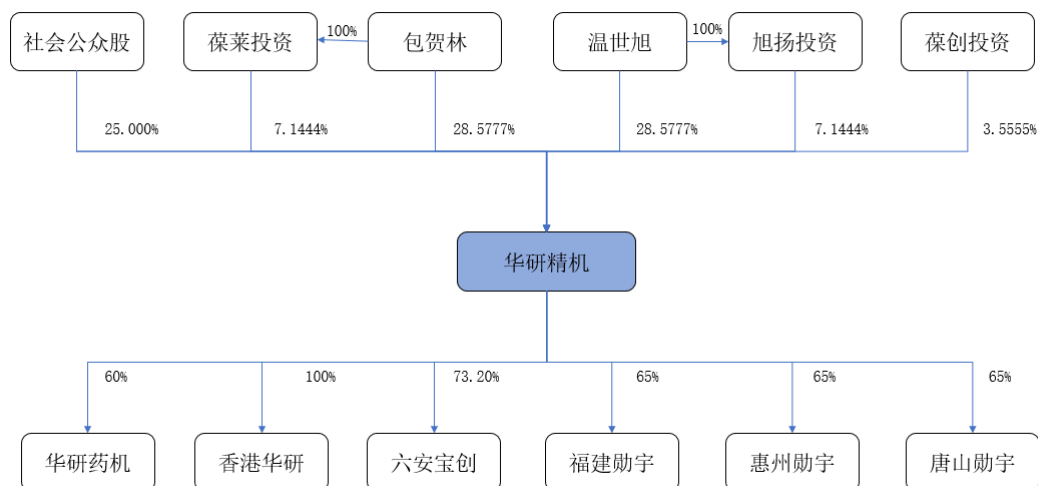 社会公众股
葆莱投资
100%
包贺林
温世旭
100%
旭扬投资
葆创投资
25.000%
7.1444%
28.5777%
28.5777%
7.1444%
3.5555%
华研精机
60%
100%
73.20%
65%
65%
65%
华研药机
香港华研
六安宝创
福建勋宇
惠州勋宇
唐山勋宇